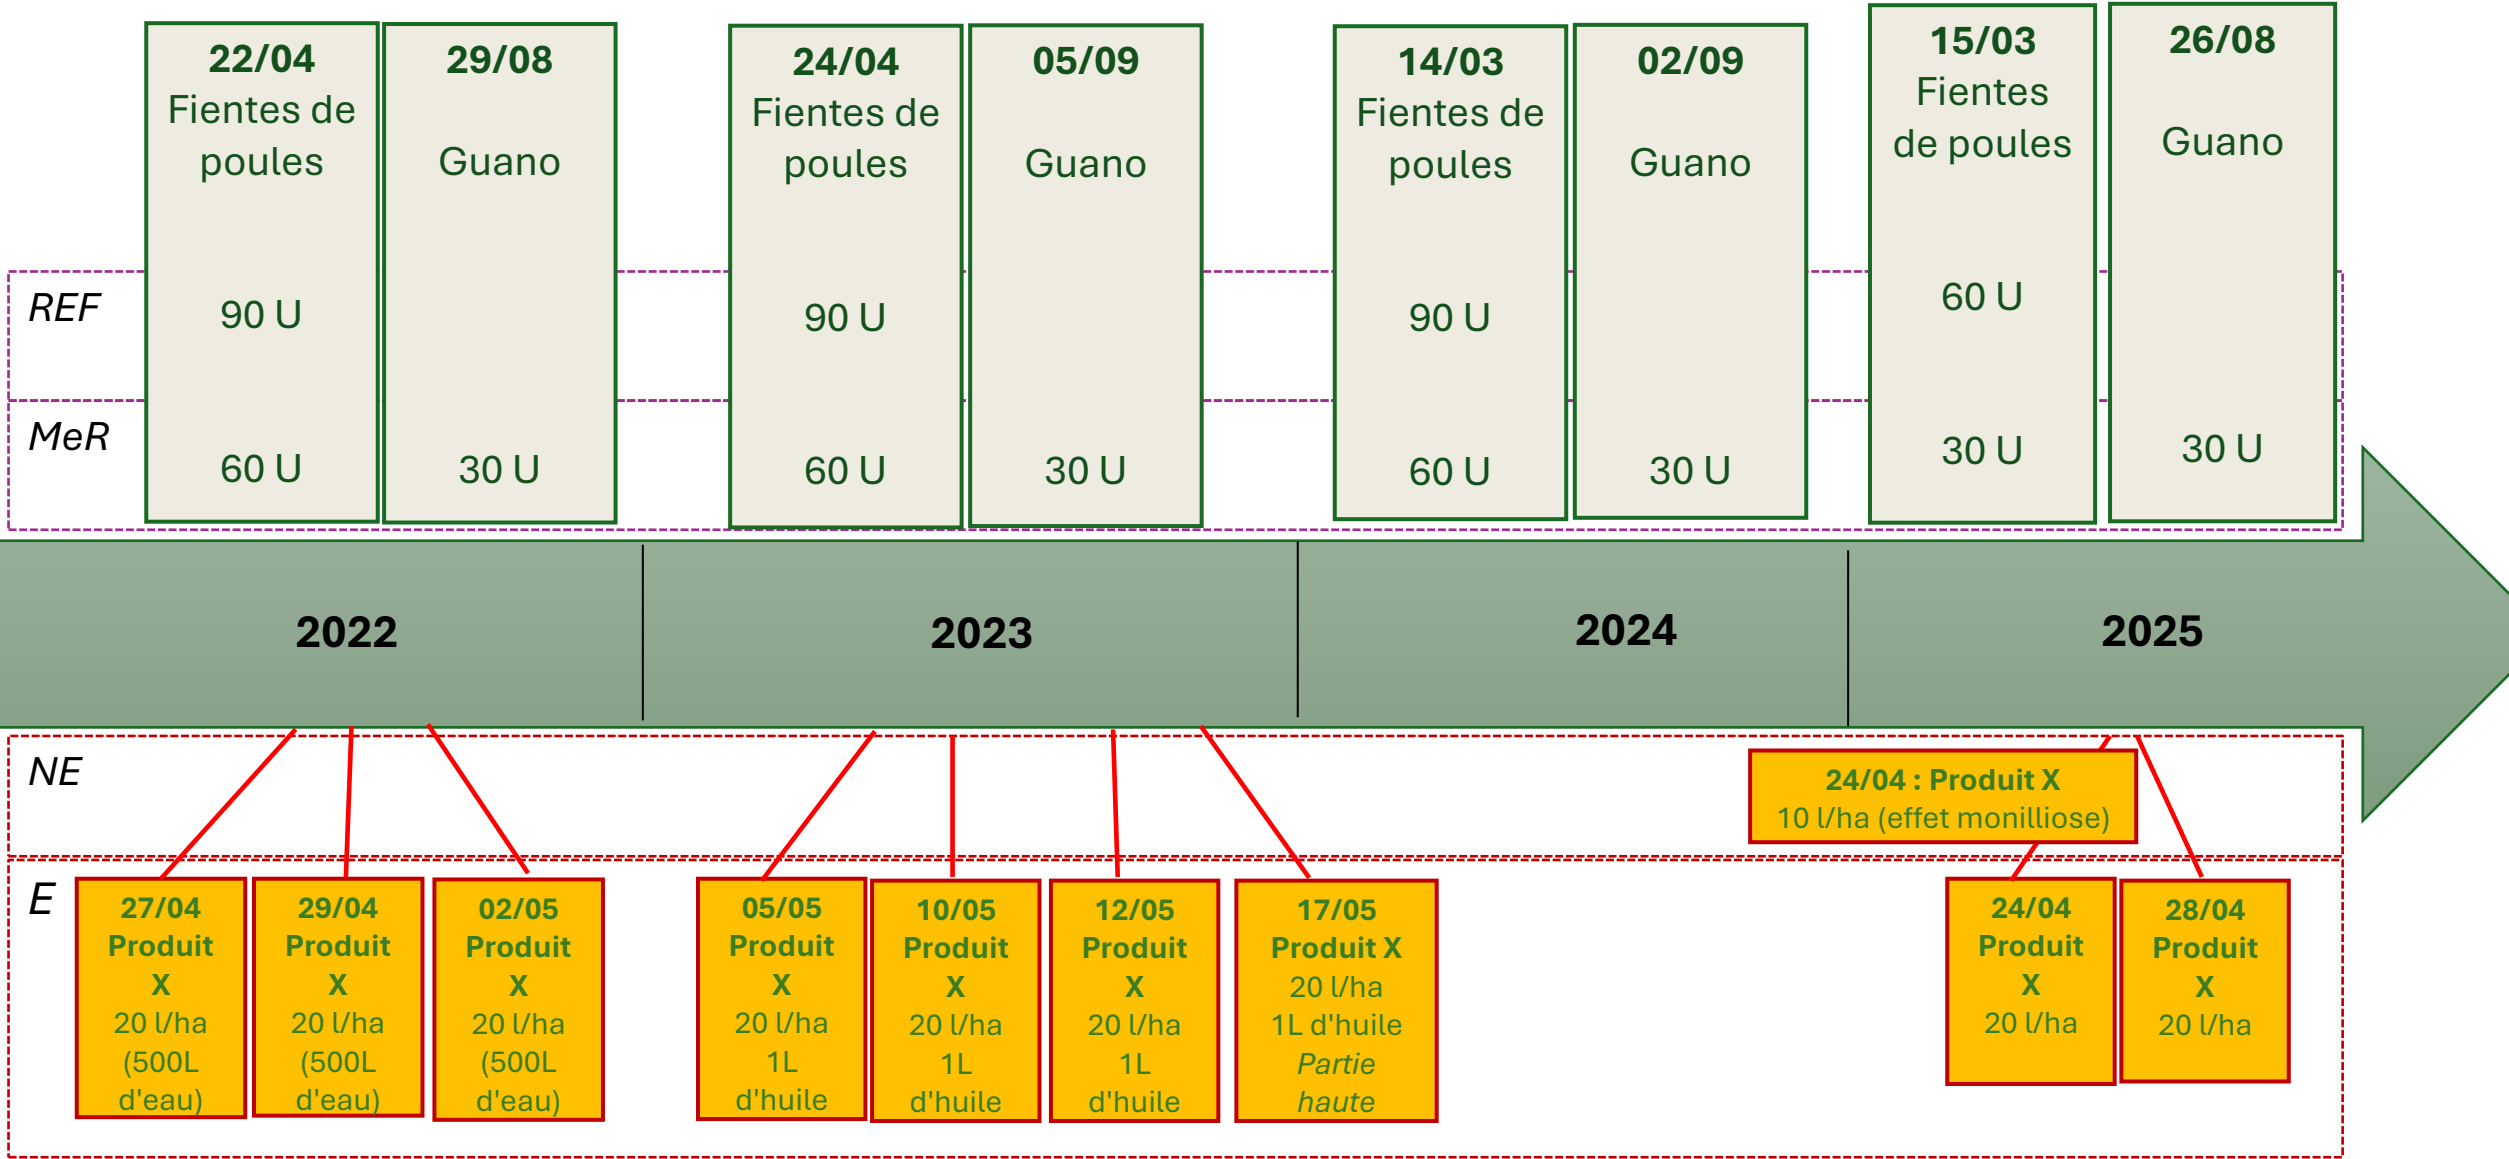 22/04
Fientes de
poules
90 U
60 U
29/08
Guano
30 U
24/04
Fientes de
poules
90 U
60 U
05/09
Guano
30 U
14/03
Fientes de
poules
90 U
60 U
02/09
Guano
30 U
15/03
Fientes
de poules
60 U
30 U
26/08
Guano
30 U
REF
MeR
2022
2023
2024
2025
NE
24/04 : Produit X
10 l/ha (effet monilliose)
E
27/04
Produit
X
20 l/ha
(500L
d'eau)
29/04
Produit
X
20 l/ha
(500L
d'eau)
02/05
Produit
X
20 l/ha
(500L
d'eau)
05/05
Produit
X
20 l/ha
1L
d'huile
10/05
Produit
X
20 l/ha
1L
d'huile
12/05
Produit
X
20 l/ha
1L
d'huile
17/05
Produit X
20 l/ha
1L d'huile
Partie
haute
24/04
Produit
X
20 l/ha
28/04
Produit
X
20 l/ha